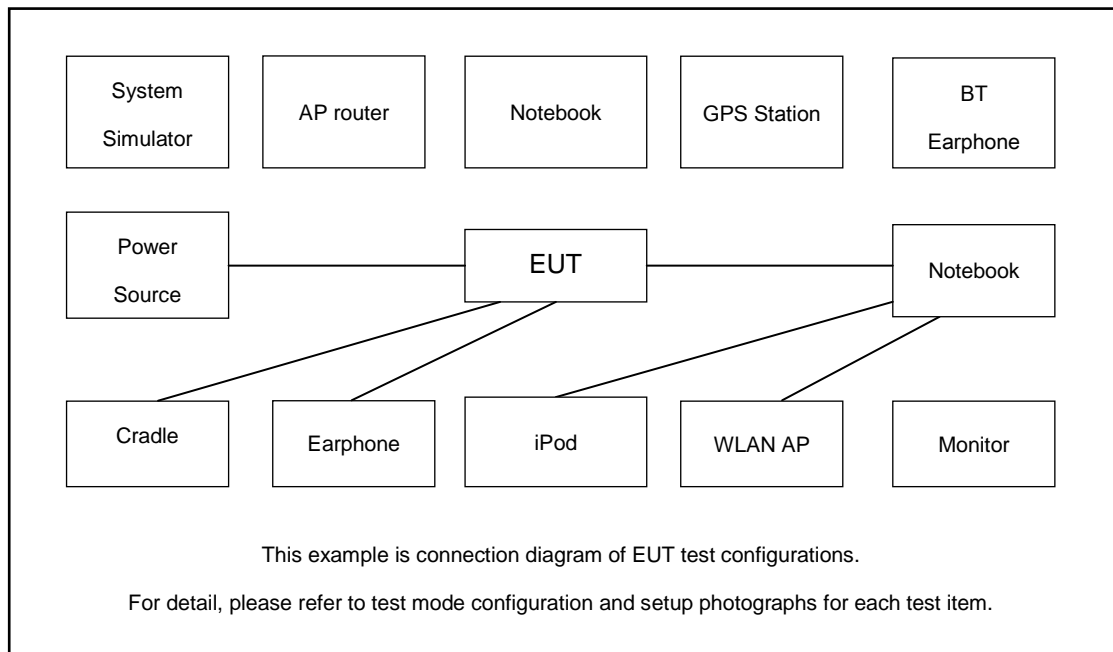 System
Simulator
AP router
Notebook
GPS Station
BT
Earphone
Power
Source
EUT
Notebook
Cradle
Earphone
iPod
WLAN AP
Monitor
This example is connection diagram of EUT test configurations.
For detail, please refer to test mode configuration and setup photographs for each test item.